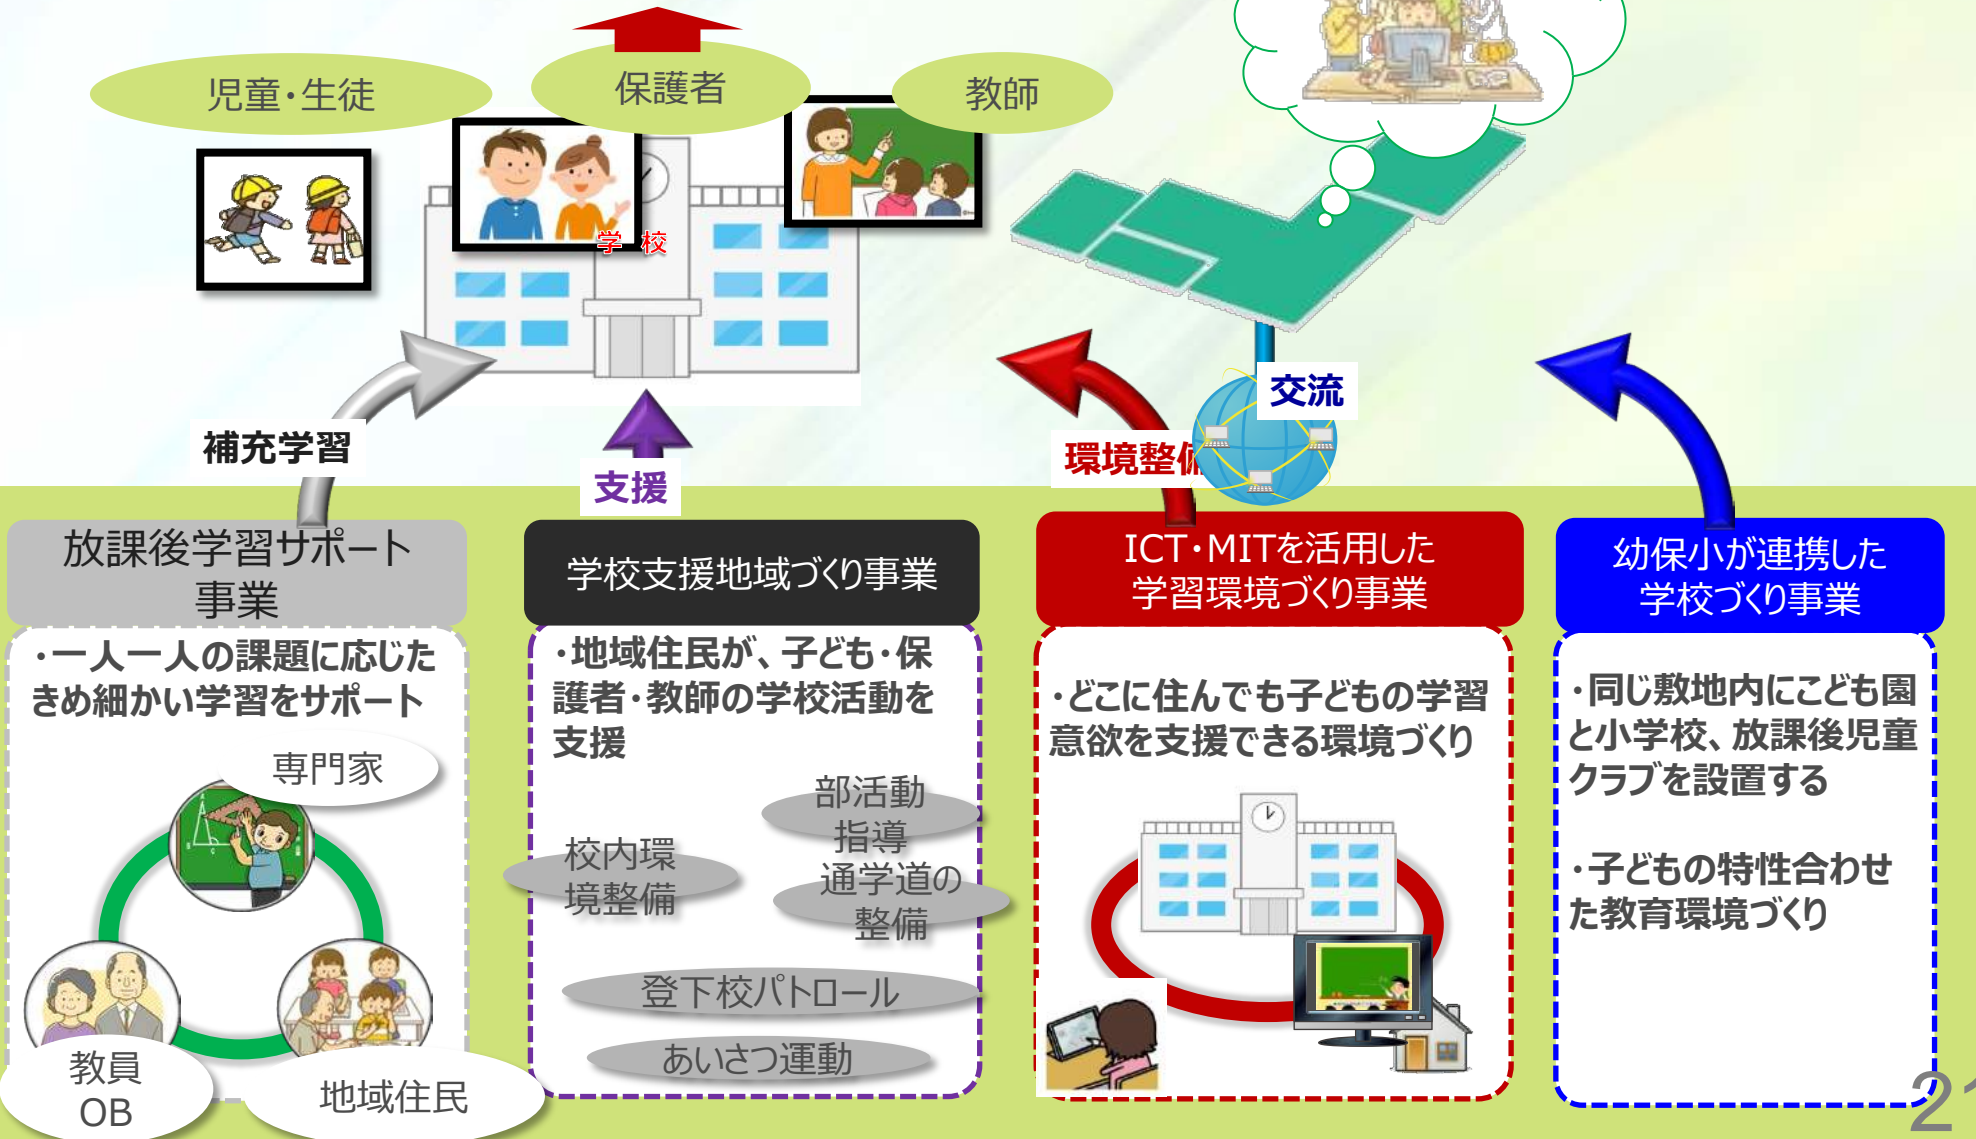 児童・生徒
保護者
教師
学 校
交流
補充学習
支援
環境整備
放課後学習サポート
事業
・一人一人の課題に応じた
きめ細かい学習をサポート
専門家
教員
OB
地域住民
学校支援地域づくり事業
・地域住民が、子ども・保
護者・教師の学校活動を
支援
部活動
指導
校内環
境整備
通学道の
整備
登下校パトロール
あいさつ運動
ICT・MITを活用した
学習環境づくり事業
・どこに住んでも子どもの学習
意欲を支援できる環境づくり
幼保小が連携した
学校づくり事業
・同じ敷地内にこども園
と小学校、放課後児童
クラブを設置する
・子どもの特性合わせ
た教育環境づくり
21